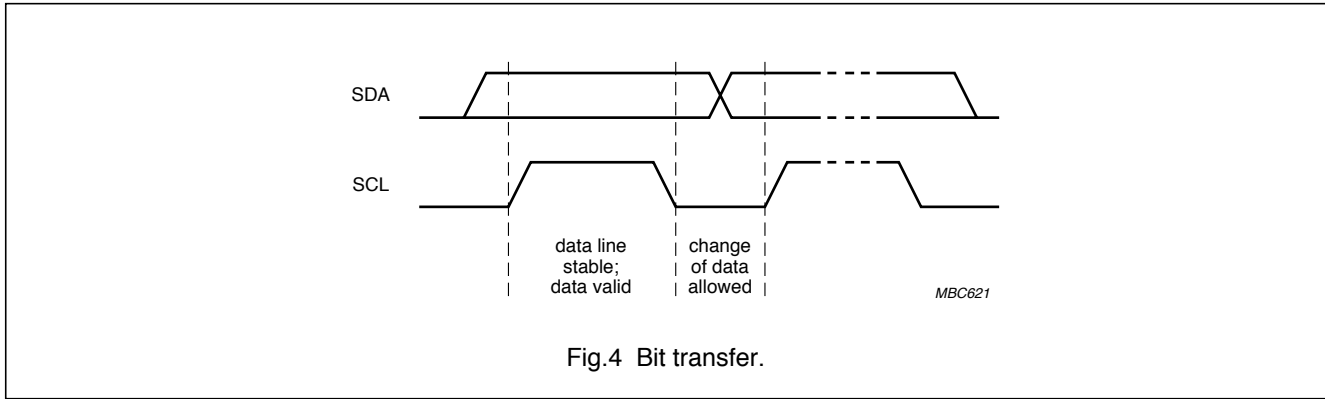 SDA
SCL
data line
stable;
data valid
change
of data
allowed
MBC621
Fig.4 Bit transfer.